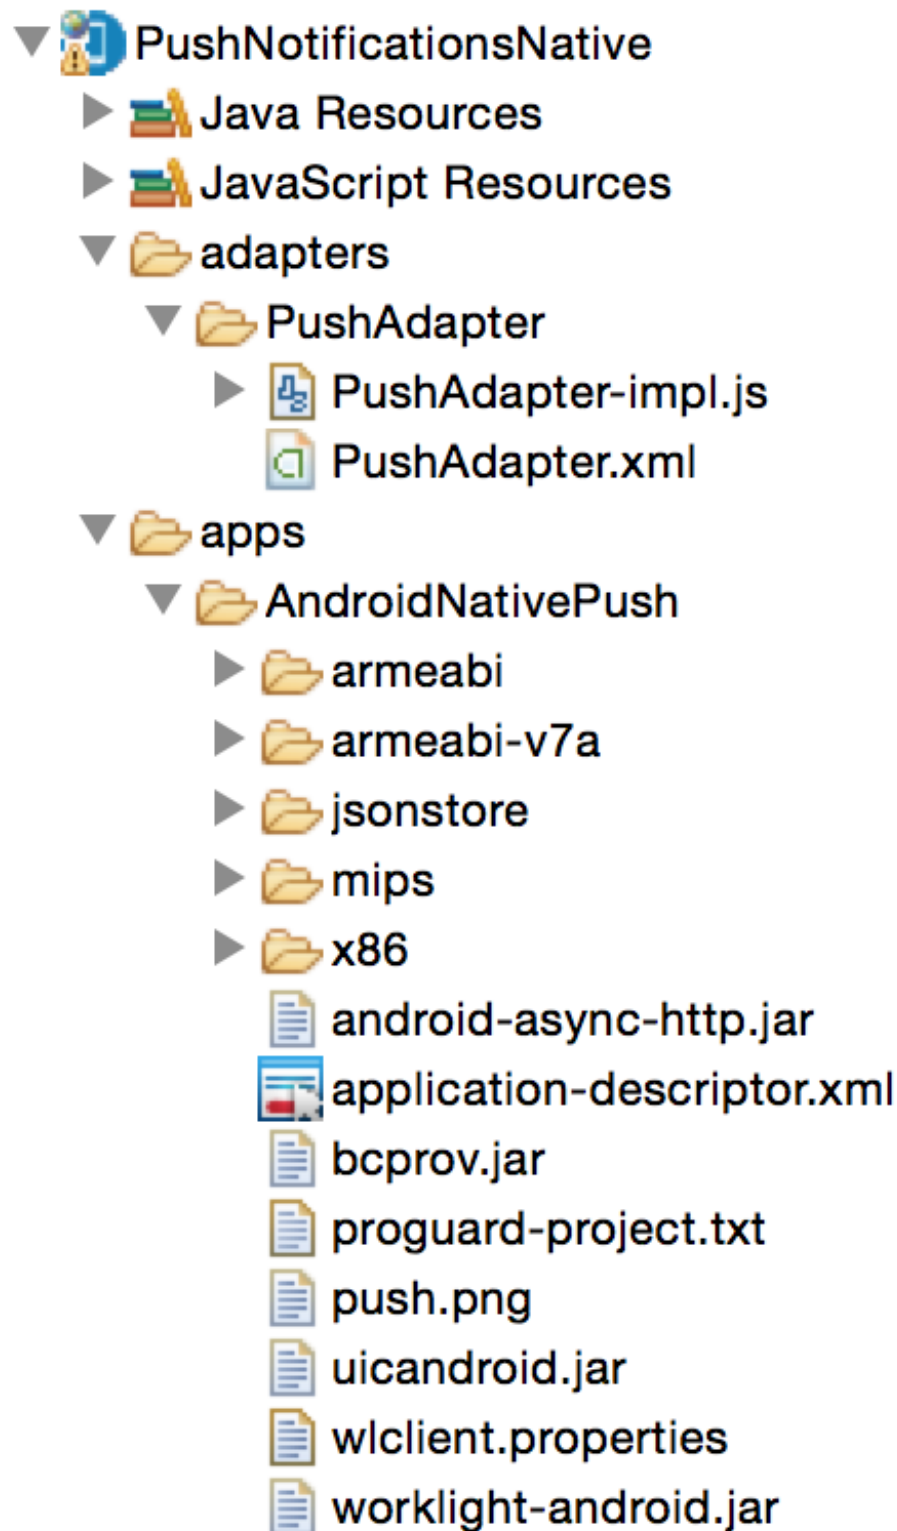 PushNotificationsNative
Java Resources
JavaScript Resources
adapters
PushAdapter
PushAdapter-impl.js
PushAdapter.xml
apps
AndroidNativePush
armeabi
armeabi-v7a
jsonstore
mips
x86
android-async-http.jar
application-descriptor.xml
bcprov.jar
proguard-project.txt
push.png
uicandroid.jar
wlclient.properties
worklight-android.jar